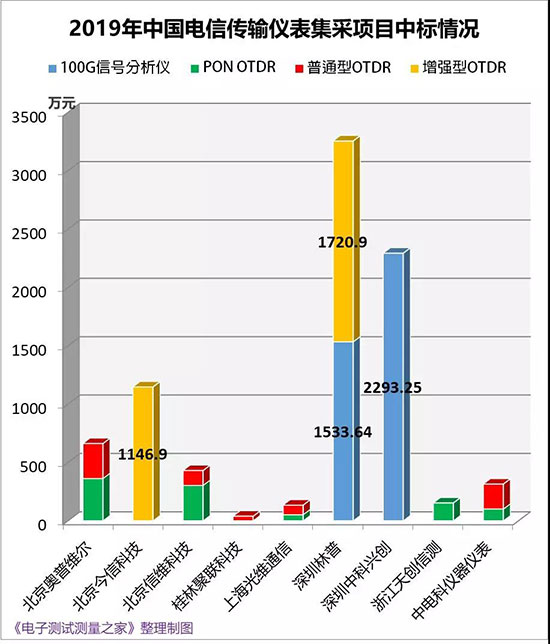 2019年中国电信传输仪表集采项目中标情况
100G信号分析仪 PON OTDR 普通型OTDR 增强型OTDR
万元
3500
3000
2500
2000
1500
1000
500
0
1720.9
2293.25
1533.64
1146.9
北京奥普维尔
北京今信科技
北京信维科技
桂林聚联科技
上海光维通信
深圳林普
深圳中科兴创
浙江天创信测
中电科仪器仪表
《电子测试测量之家》整理制图